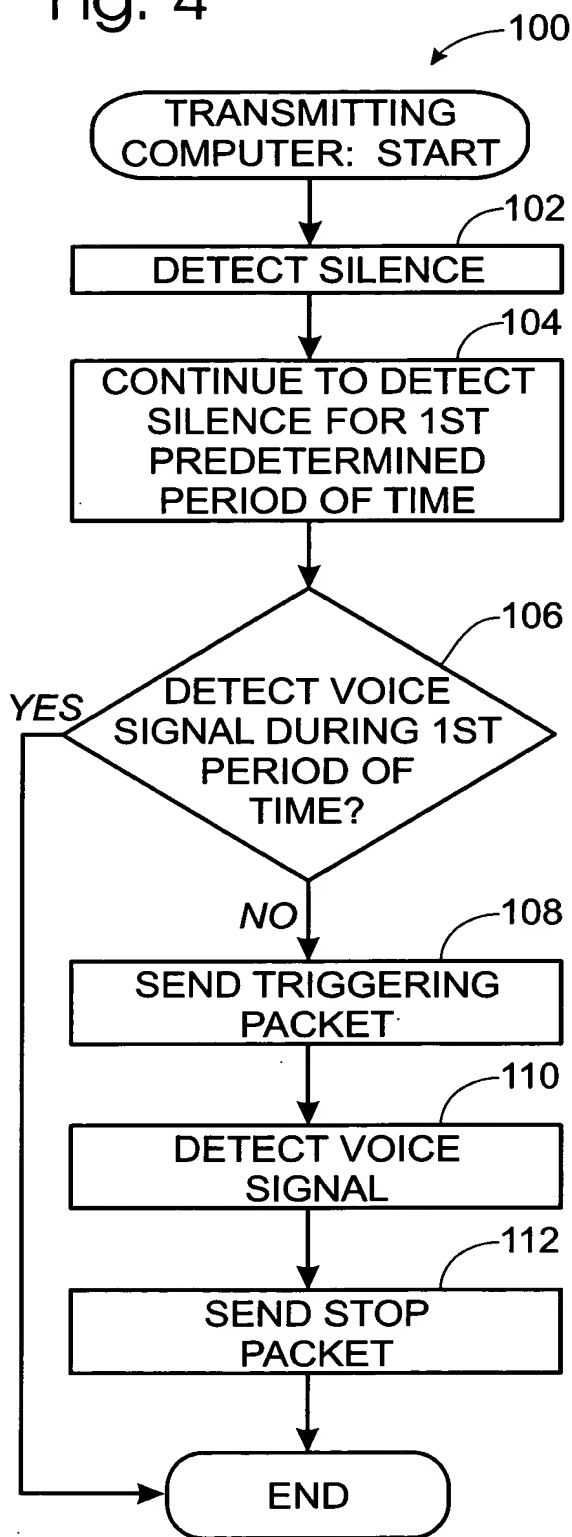 Fig. 4
100
TRANSMITTING
COMPUTER: START
102
DETECT SILENCE
104
CONTINUE TO DETECT
SILENCE FOR 1ST
PREDETERMINED
PERIOD OF TIME
106
YES
DETECT VOICE
SIGNAL DURING 1ST
PERIOD OF
TIME?
NO
108
SEND TRIGGERING
PACKET
110
DETECT VOICE
SIGNAL
112
SEND STOP
PACKET
END